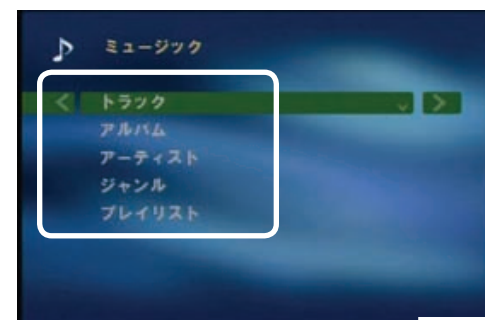 ミュージック
トラック
アルバム
アーティスト
ジャンル
プレイリスト